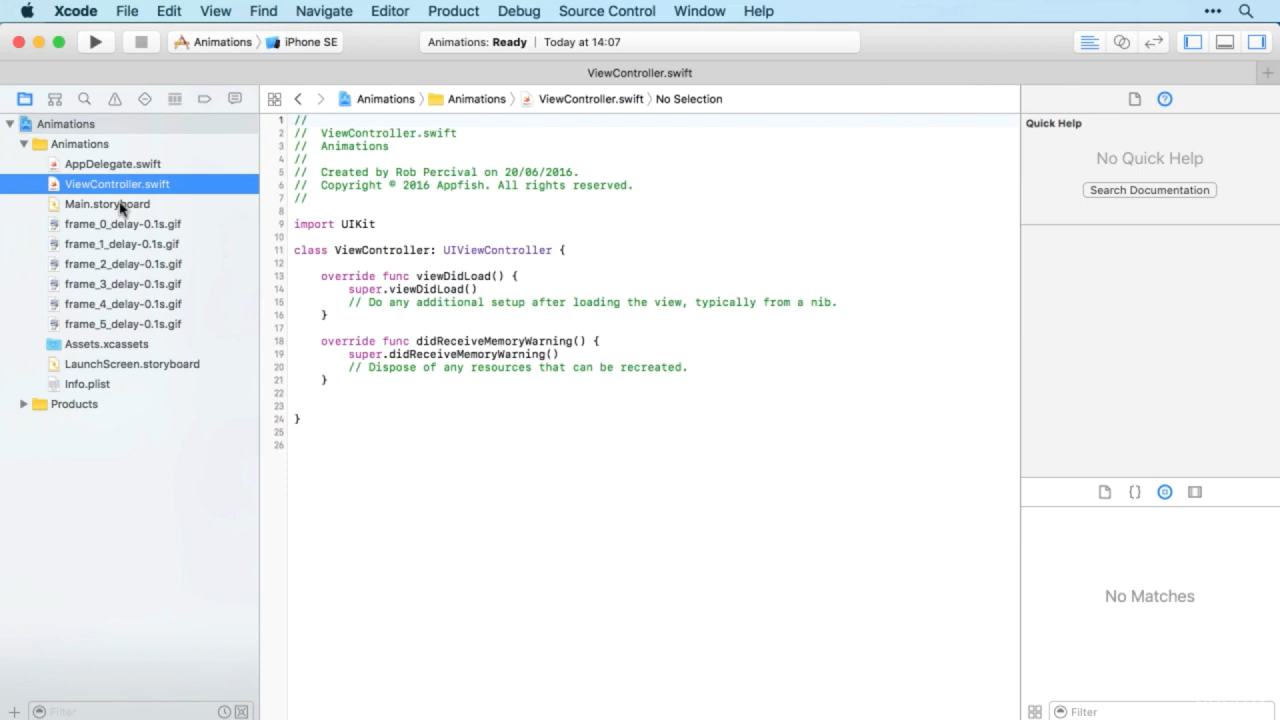 Xcode File Edit View Find Navigate Editor Product Debug Source Control Window Help
Animations iPhone SE
Animations: Ready | Today at 14:07
ViewController.swift
Animations Animations ViewController.swift No Selection
Animations
Animations
AppDelegate.swift
ViewController.swift
Main.storyboard
frame_0_delay-0.1s.gif
frame_1_delay-0.1s.gif
frame_2_delay-0.1s.gif
frame_3_delay-0.1s.gif
frame_4_delay-0.1s.gif
frame_5_delay-0.1s.gif
Assets.xcassets
LaunchScreen.storyboard
Info.plist
Products
Filter
1 //
2 //  ViewController.swift
3 //  Animations
4 //
5 //  Created by Rob Percival on 20/06/2016.
6 //  Copyright © 2016 Appfish. All rights reserved.
7 //
8
9 import UIKit
10
11 class ViewController: UIViewController {
12
13     override func viewDidLoad() {
14         super.viewDidLoad()
15         // Do any additional setup after loading the view, typically from a nib.
16     }
17
18     override func didReceiveMemoryWarning() {
19         super.didReceiveMemoryWarning()
20         // Dispose of any resources that can be recreated.
21     }
22
23
24 }
25
26
Quick Help
No Quick Help
Search Documentation
No Matches
Filter